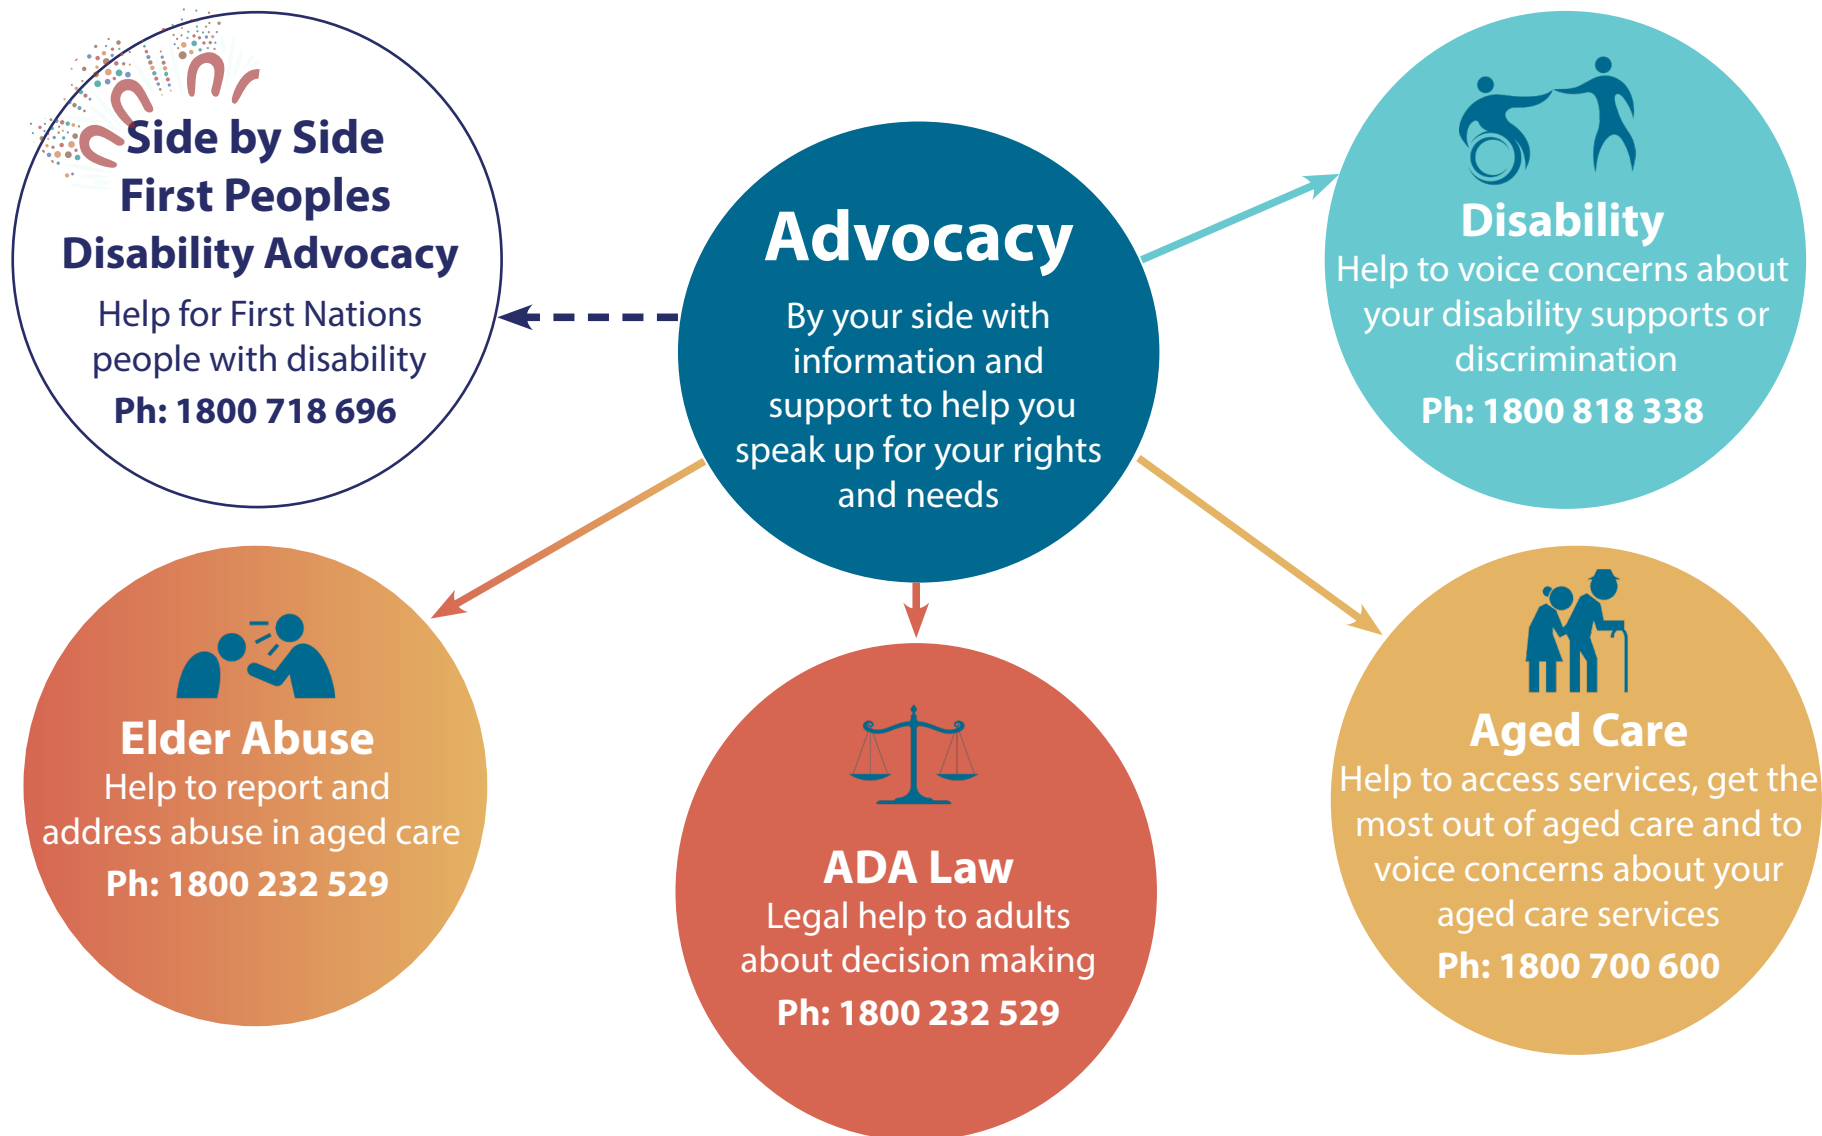 Side by Side
First Peoples
Disability Advocacy
Help for First Nations
people with disability
Ph: 1800 718 696
Advocacy
By your side with
information and
support to help you
speak up for your rights
and needs
Disability
Help to voice concerns about
your disability supports or
discrimination
Ph: 1800 818 338
Elder Abuse
Help to report and
address abuse in aged care
Ph: 1800 232 529
ADA Law
Legal help to adults
about decision making
Ph: 1800 232 529
Aged Care
Help to access services, get the
most out of aged care and to
voice concerns about your
aged care services
Ph: 1800 700 600